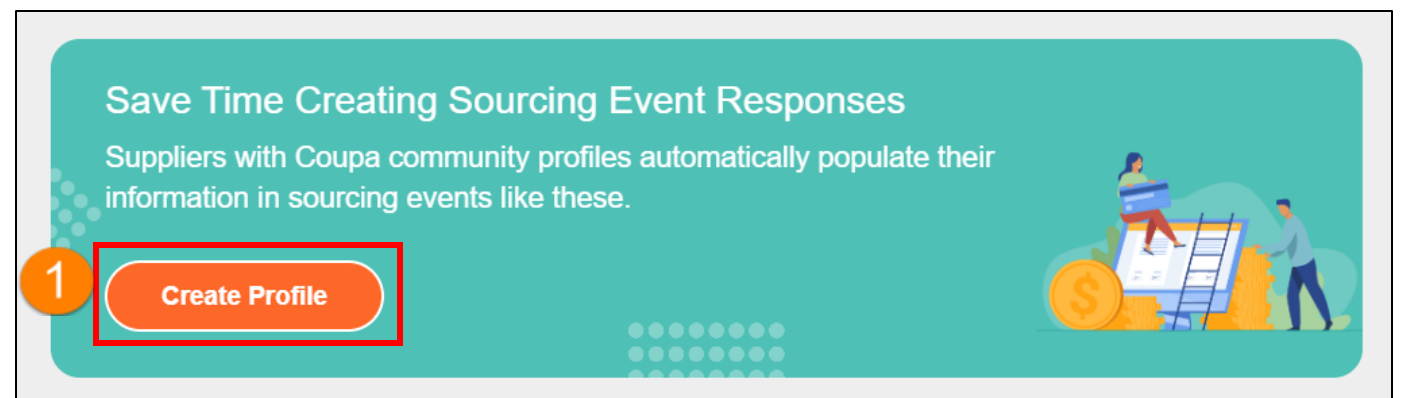 Save Time Creating Sourcing Event Responses
Suppliers with Coupa community profiles automatically populate their
information in sourcing events like these.
1
Create Profile
$